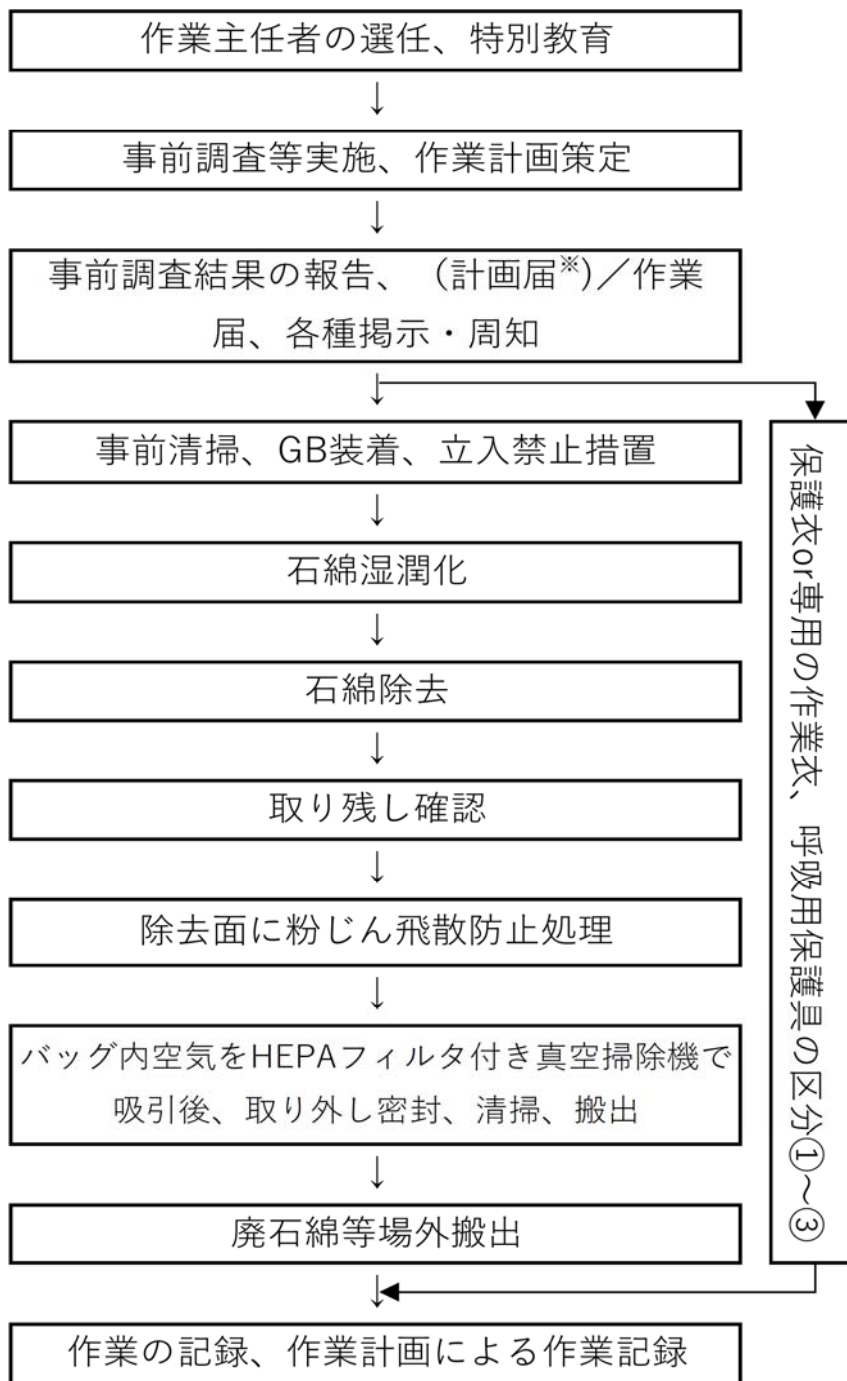 作業主任者の選任、特別教育
↓
事前調査等実施、作業計画策定
↓
事前調査結果の報告、（計画届※)／作業
届、各種掲示・周知
↓
事前清掃、GB装着、立入禁止措置
↓
石綿湿潤化
↓
石綿除去
↓
取り残し確認
↓
除去面に粉じん飛散防止処理
↓
バッグ内空気をHEPAフィルタ付き真空掃除機で
吸引後、取り外し密封、清掃、搬出
↓
廃石綿等場外搬出
↓
作業の記録、作業計画による作業記録
保護衣or専用の作業衣、呼吸用保護具の区分①～③